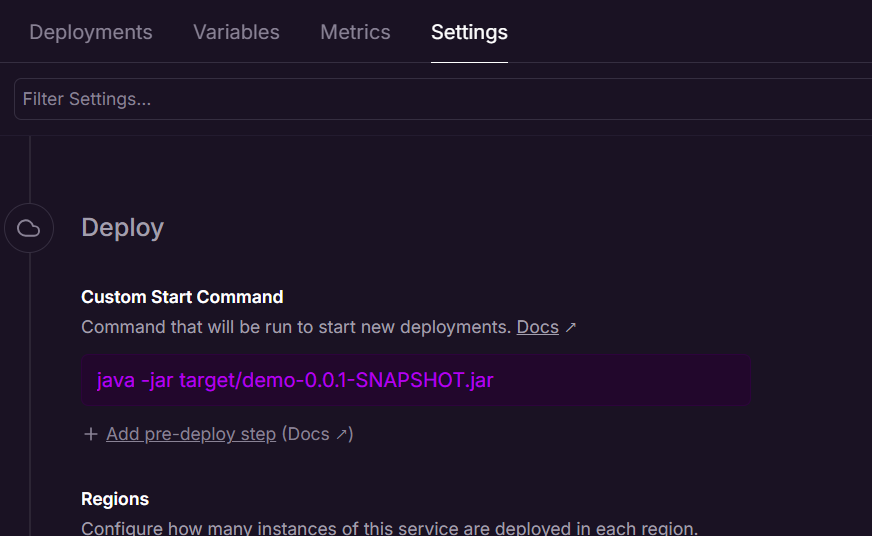 Deployments Variables Metrics Settings
Filter Settings...
Deploy
Custom Start Command
Command that will be run to start new deployments. Docs ↗
java -jar target/demo-0.0.1-SNAPSHOT.jar
+ Add pre-deploy step (Docs ↗)
Regions
Configure how many instances of this service are deployed in each region.